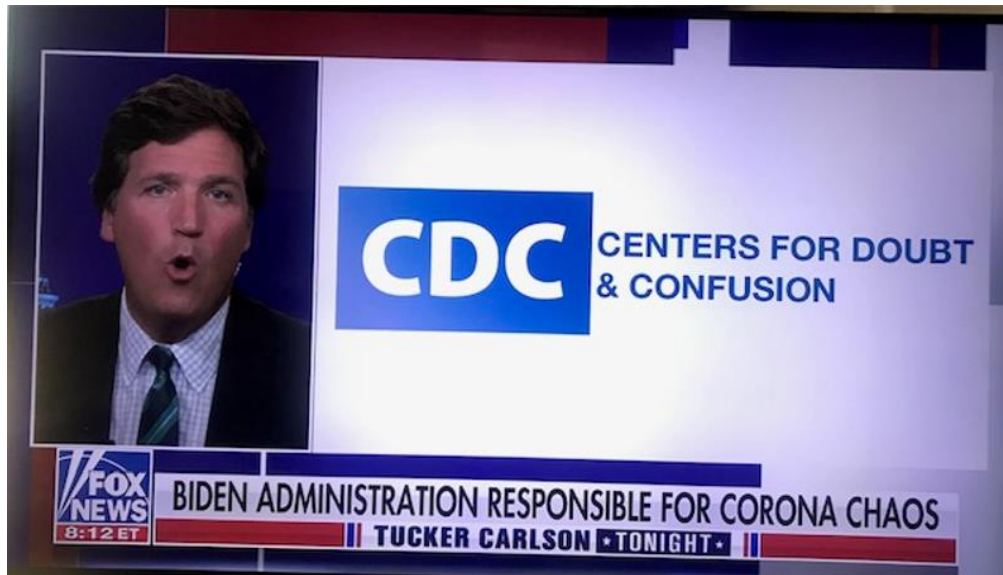 CDC
CENTERS FOR DOUBT
& CONFUSION
FOX
NEWS
8:12 ET
BIDEN ADMINISTRATION RESPONSIBLE FOR CORONA CHAOS
TUCKER CARLSON TONIGHT